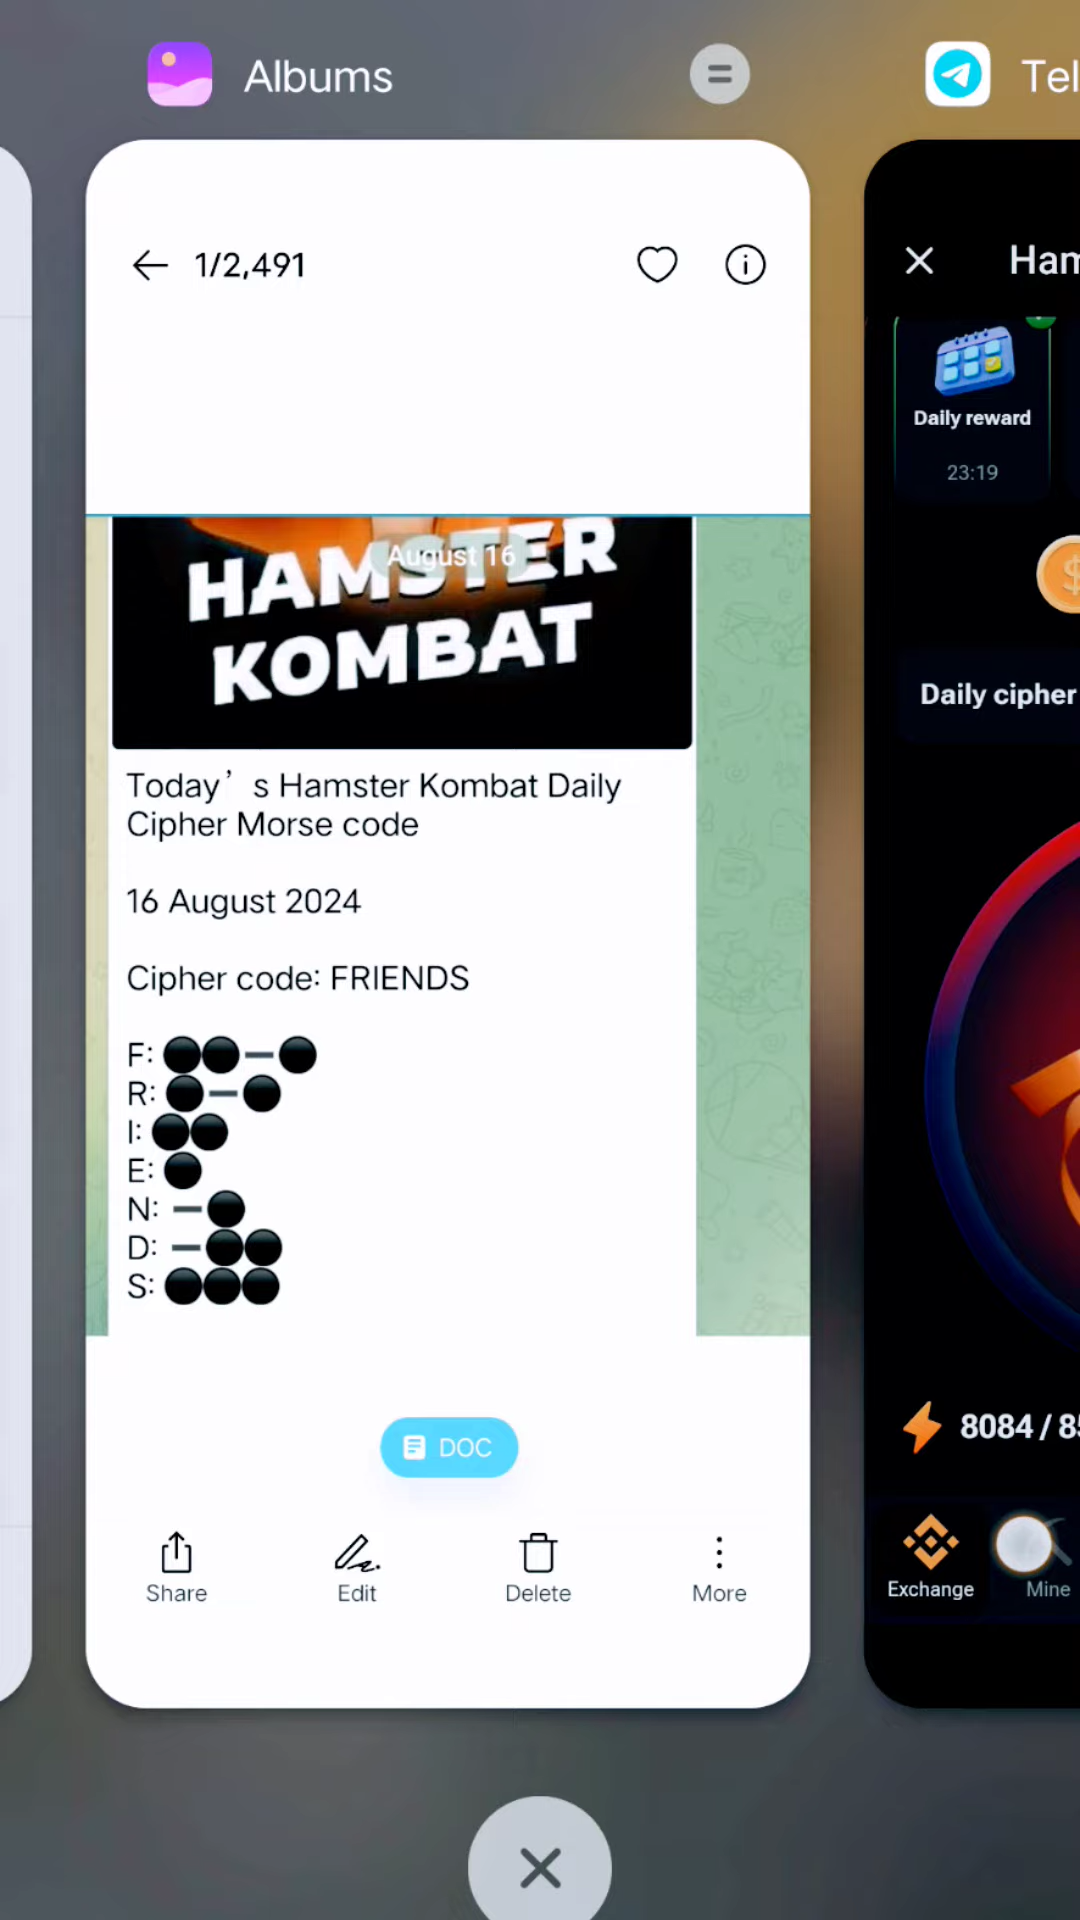 Albums
Tel
1/2,491
Ham
Daily reward
23:19
August 16
HAMSTER
KOMBAT
Daily cipher
Today’s Hamster Kombat Daily
Cipher Morse code
16 August 2024
Cipher code: FRIENDS
F: ⚫⚫➖⚫
R: ⚫➖⚫
I: ⚫⚫
E: ⚫
N: ➖⚫
D: ➖⚫⚫
S: ⚫⚫⚫
8084 / 85
DOC
Share
Edit
Delete
More
Exchange
Mine